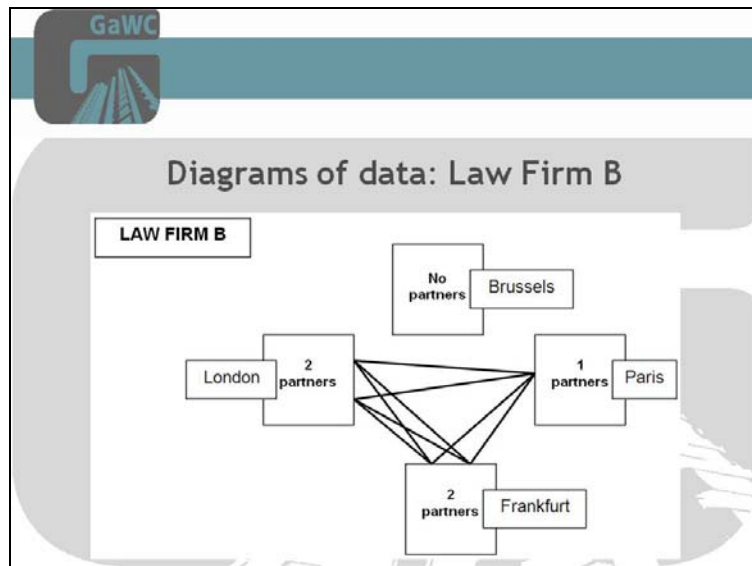 GaWC
Diagrams of data: Law Firm B
LAW FIRM B
No
partners
Brussels
London
2
partners
1
partners
Paris
2
partners
Frankfurt